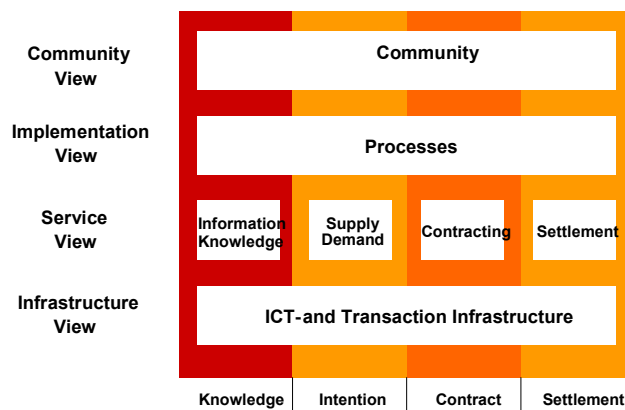 Community
View
Community
Implementation
View
Processes
Service
View
Information
Knowledge
Supply
Demand
Contracting
Settlement
Infrastructure
View
ICT-and Transaction Infrastructure
Knowledge
Intention
Contract
Settlement